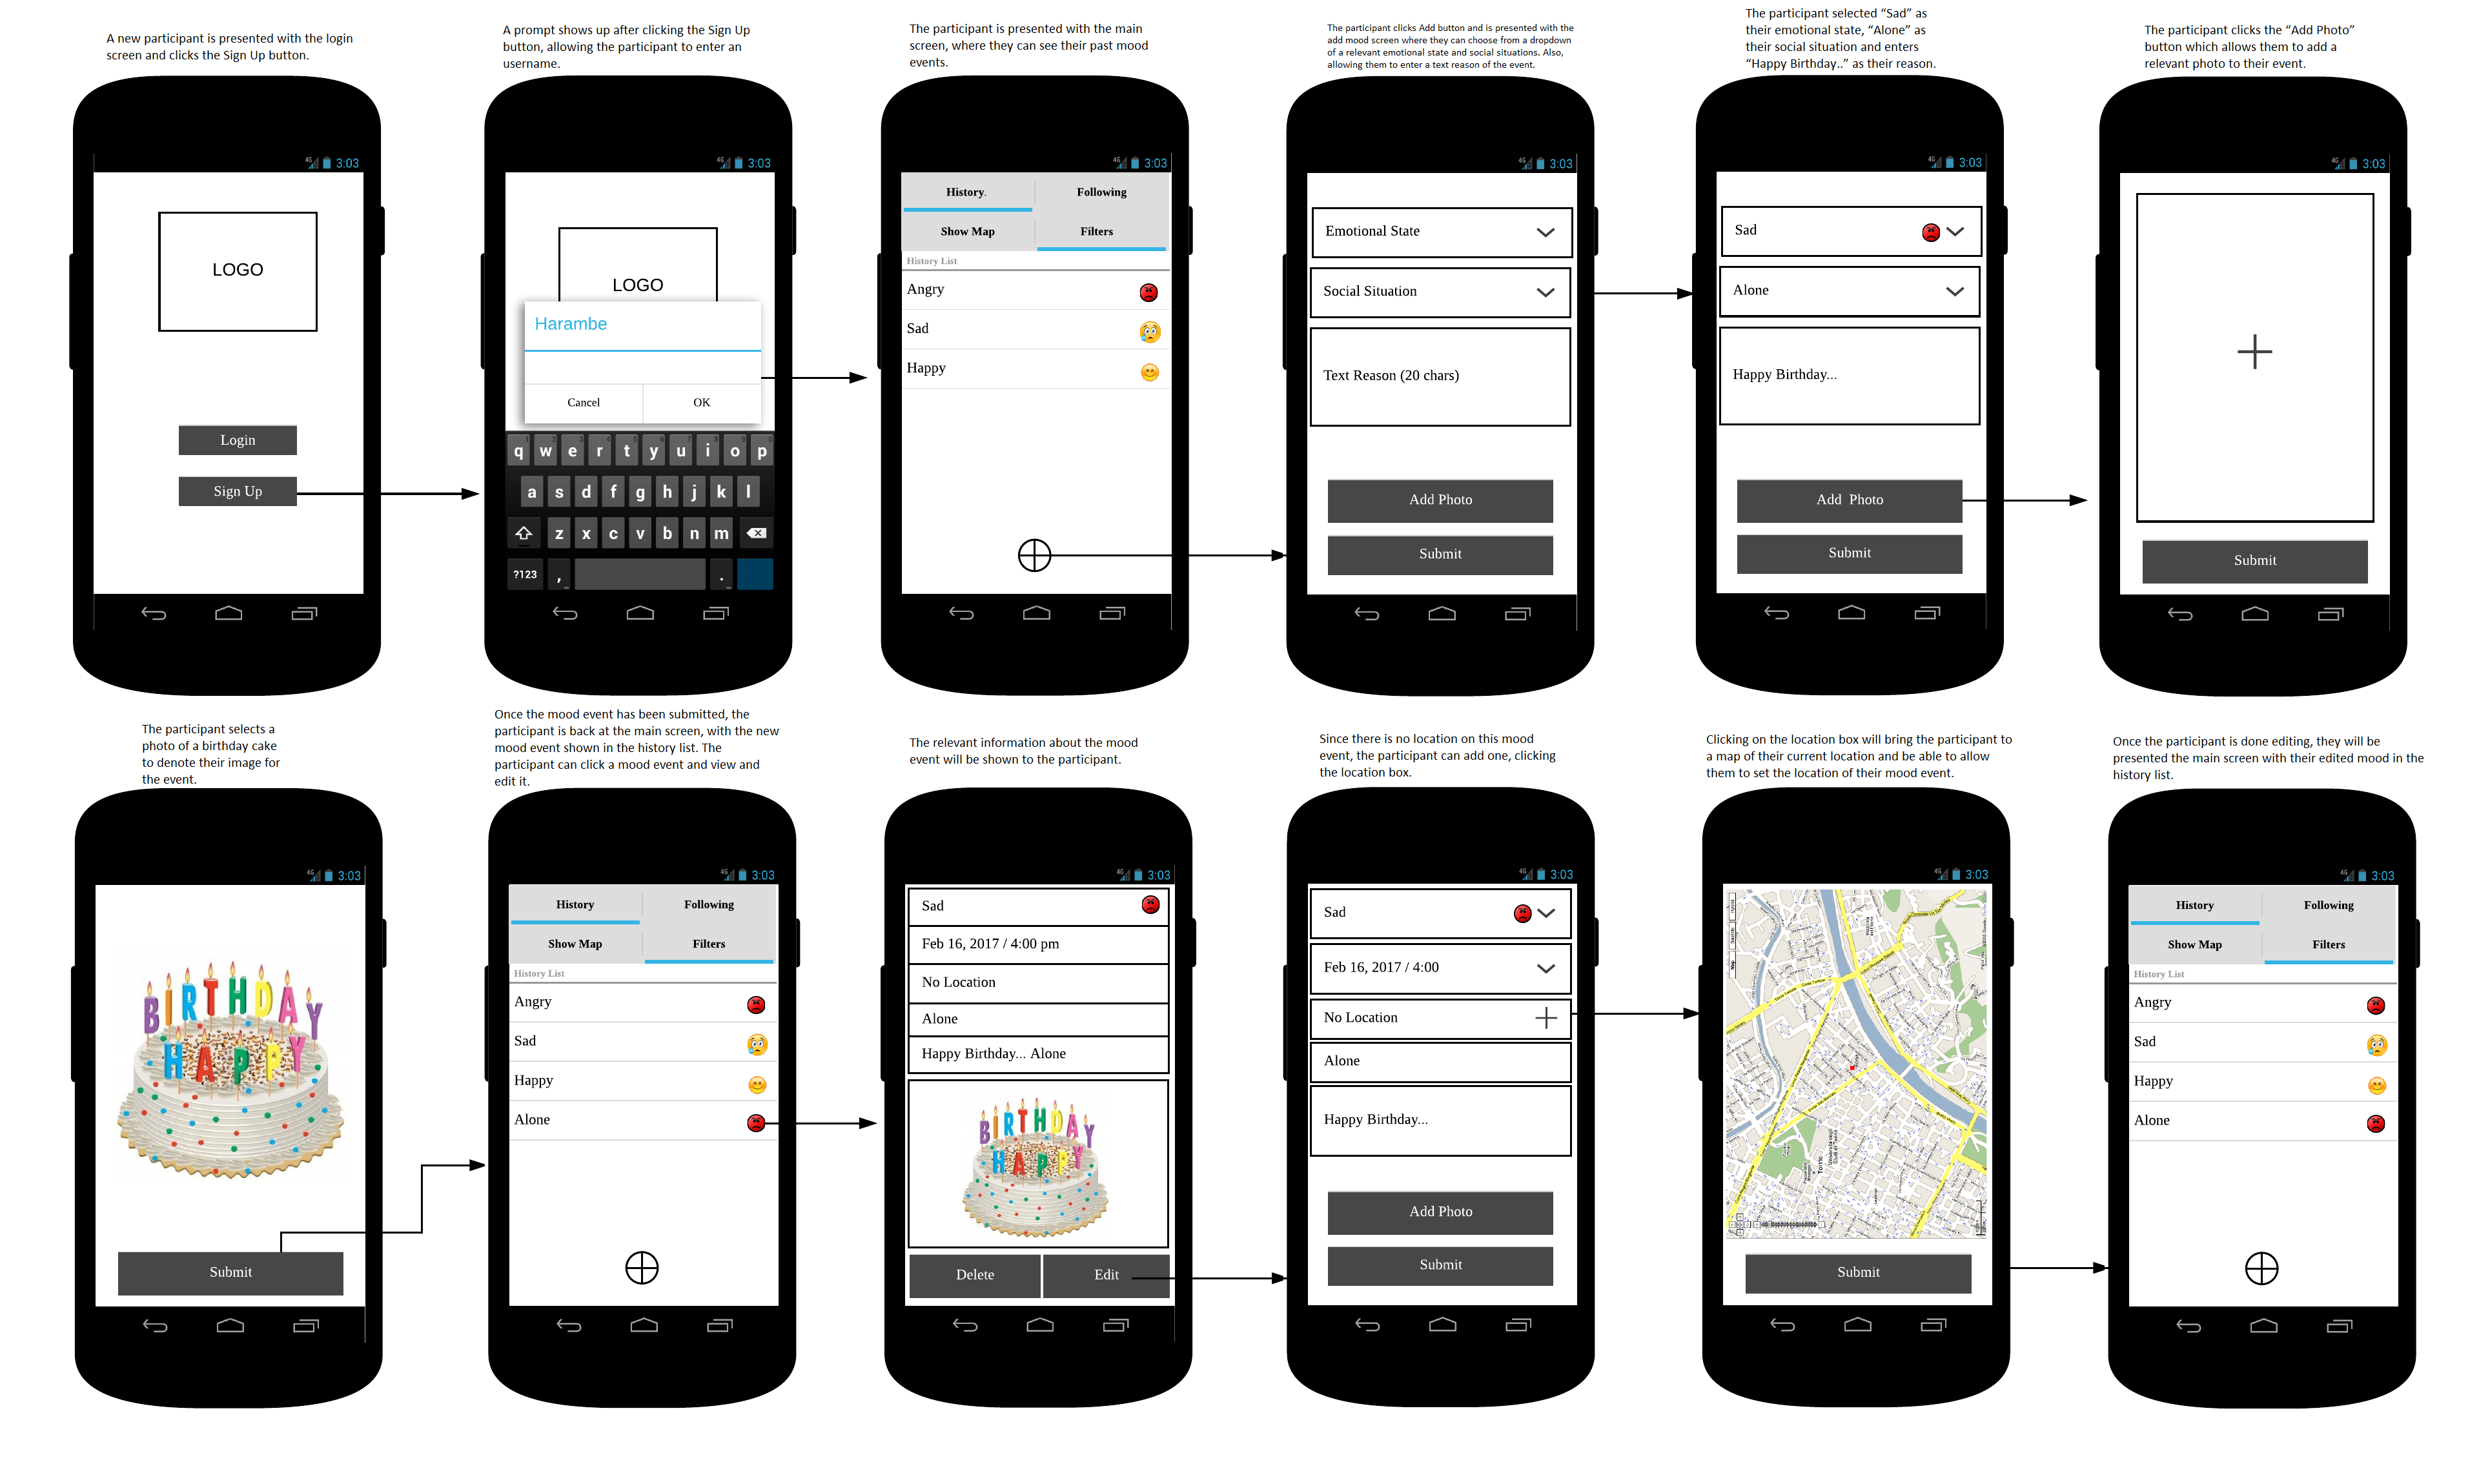 A new participant is presented with the login
screen and clicks the Sign Up button.
A prompt shows up after clicking the Sign Up
button, allowing the participant to enter an
username.
The participant is presented with the main
screen, where they can see their past mood
events.
The participant clicks Add button and is presented with the
add mood screen where they can choose from a dropdown
of a relevant emotional state and social situations. Also,
allowing them to enter a text reason of the event.
The participant selected “Sad” as
their emotional state, “Alone” as
their social situation and enters
“Happy Birthday..” as their reason.
The participant clicks the “Add Photo”
button which allows them to add a
relevant photo to their event.
4G 3:03
LOGO
Login
Sign Up
4G 3:03
LOGO
Harambe
Cancel OK
q w e r t y u i o p
a s d f g h j k l
z x c v b n m
?123 , .
4G 3:03
History. Following
Show Map Filters
History List
Angry
Sad
Happy
4G 3:03
Emotional State
Social Situation
Text Reason (20 chars)
Add Photo
Submit
4G 3:03
Sad
Alone
Happy Birthday...
Add Photo
Submit
4G 3:03
Submit
The participant selects a
photo of a birthday cake
to denote their image for
the event.
Once the mood event has been submitted, the
participant is back at the main screen, with the new
mood event shown in the history list. The
participant can click a mood event and view and
edit it.
The relevant information about the mood
event will be shown to the participant.
Since there is no location on this mood
event, the participant can add one, clicking
the location box.
Clicking on the location box will bring the participant to
a map of their current location and be able to allow
them to set the location of their mood event.
Once the participant is done editing, they will be
presented the main screen with their edited mood in the
history list.
4G 3:03
BIRTHDAY
HAPPY
Submit
4G 3:03
History Following
Show Map Filters
History List
Angry
Sad
Happy
Alone
4G 3:03
Sad
Feb 16, 2017 / 4:00 pm
No Location
Alone
Happy Birthday... Alone
BIRTHDAY
HAPPY
Delete Edit
4G 3:03
Sad
Feb 16, 2017 / 4:00
No Location
Alone
Happy Birthday...
Add Photo
Submit
4G 3:03
Torino
Submit
4G 3:03
History Following
Show Map Filters
History List
Angry
Sad
Happy
Alone